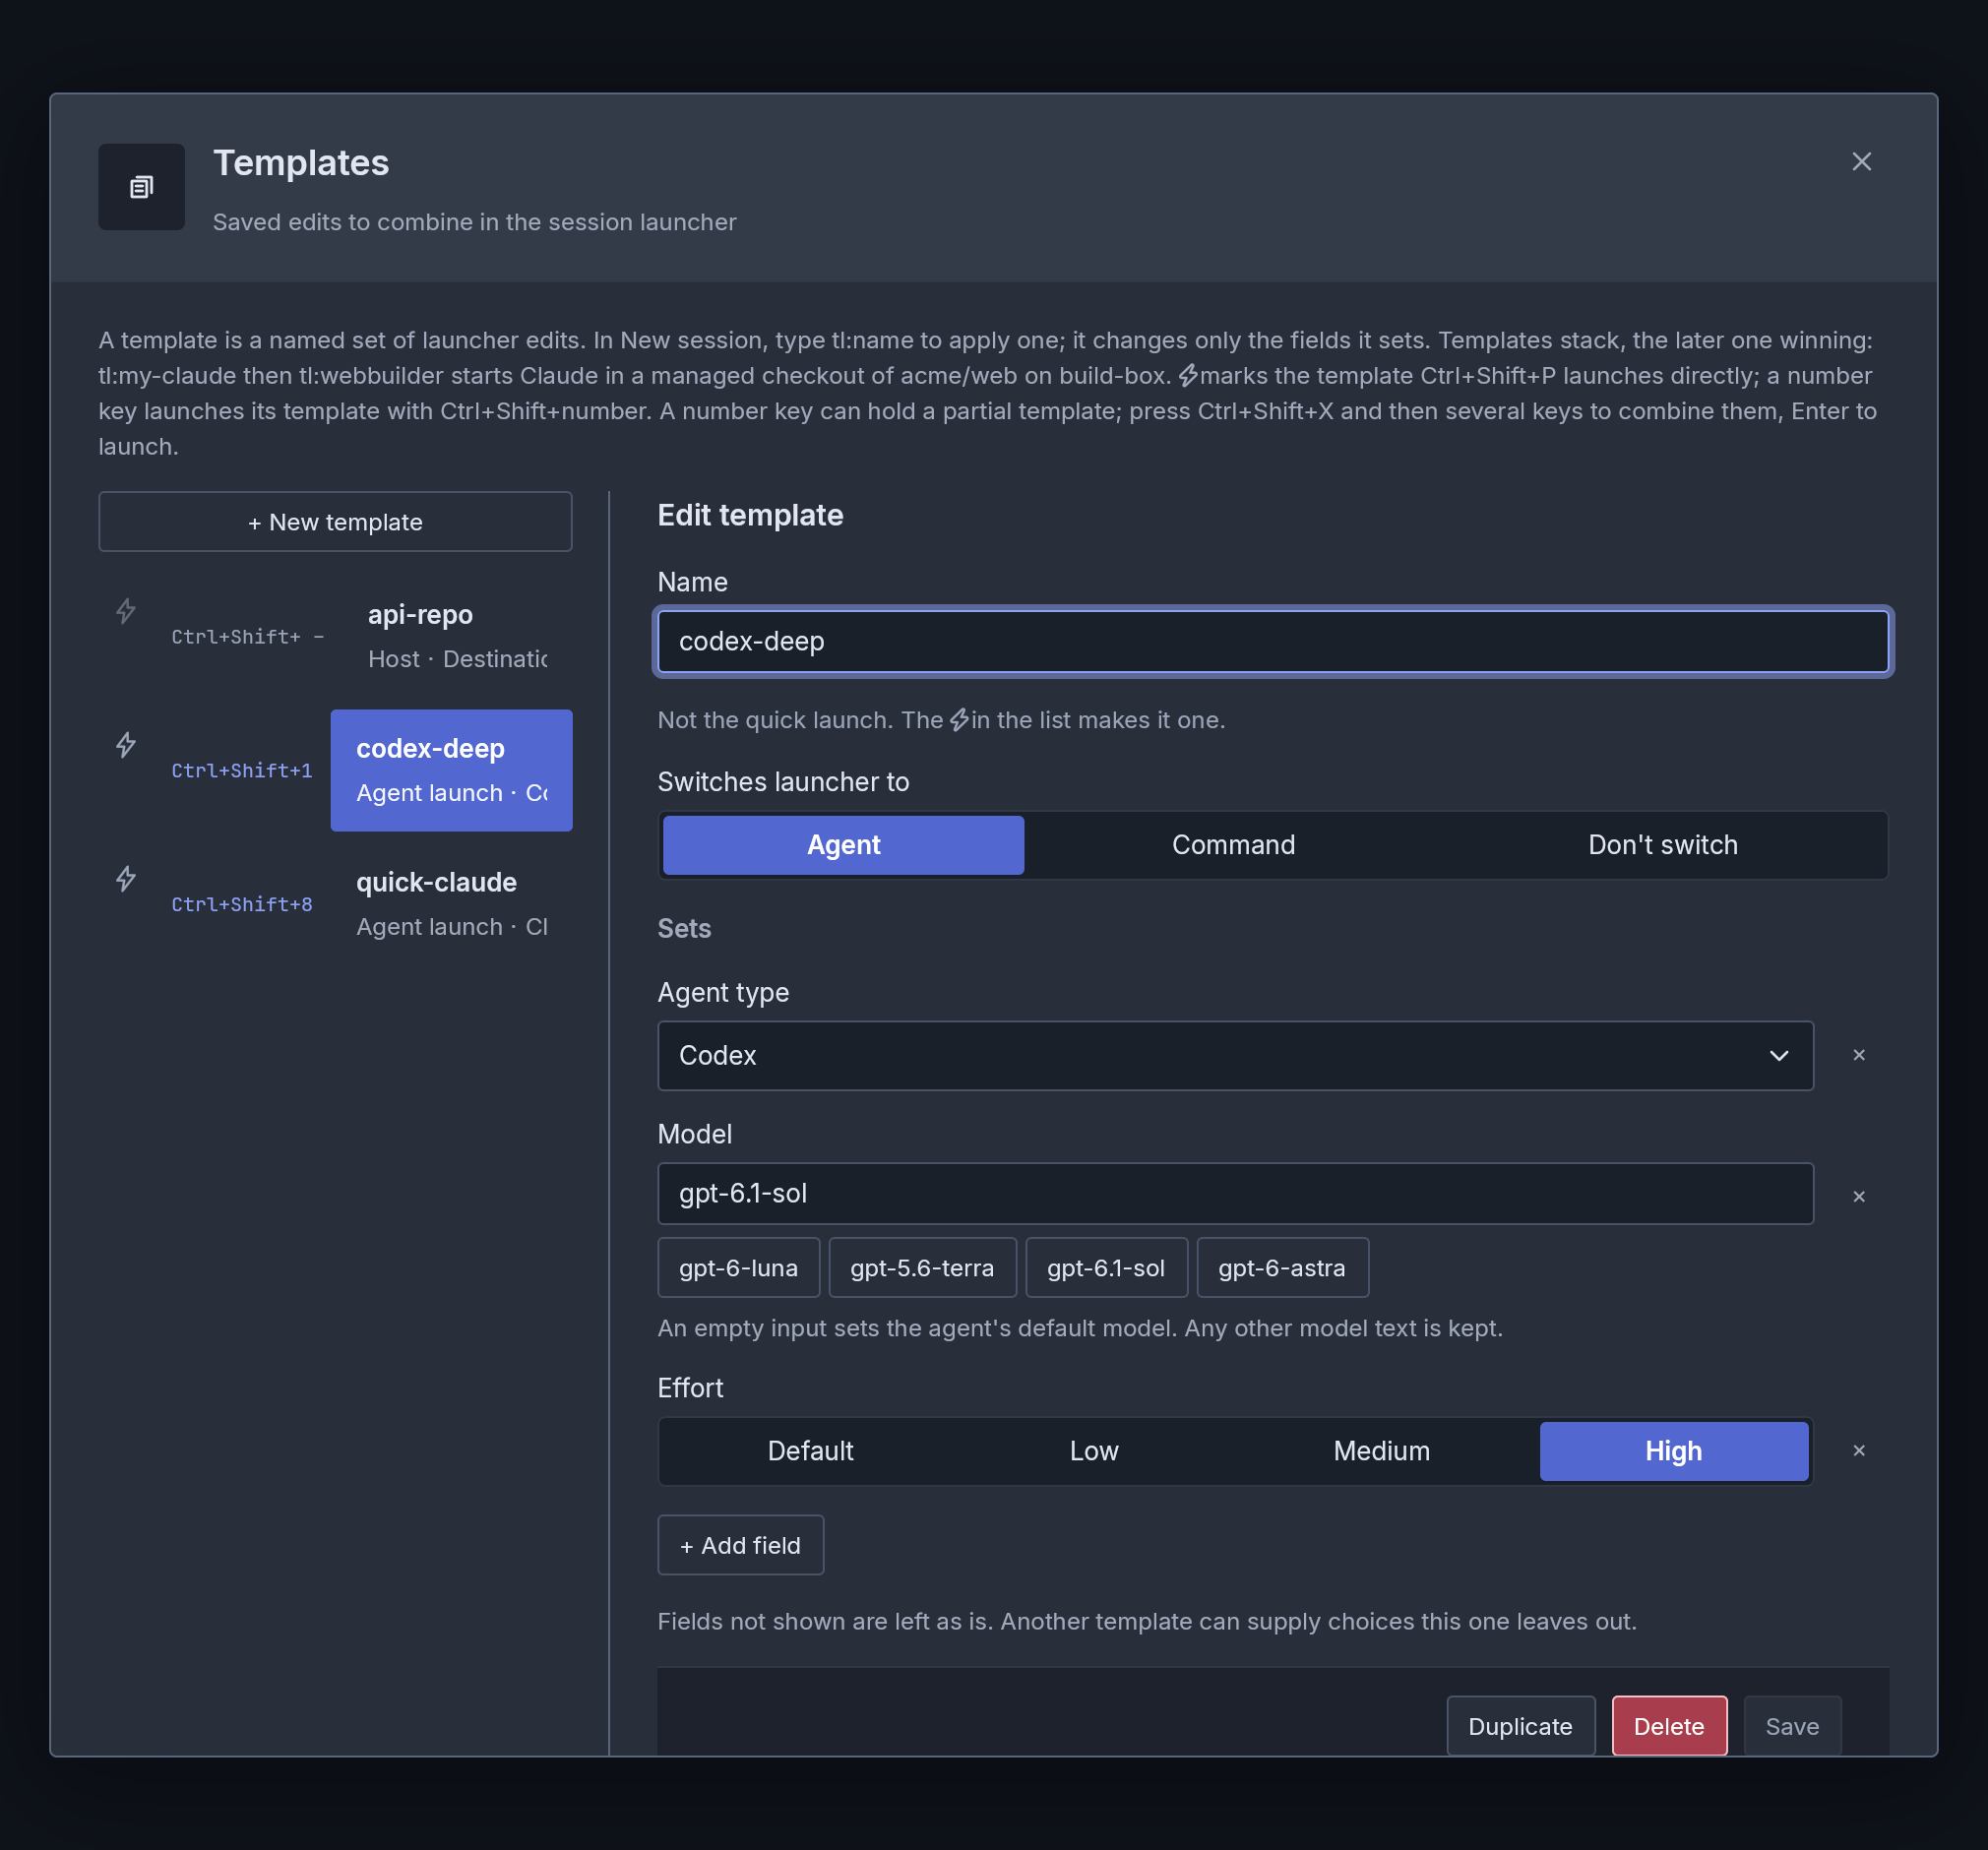 Templates
Saved edits to combine in the session launcher
A template is a named set of launcher edits. In New session, type tl:name to apply one; it changes only the fields it sets. Templates stack, the later one winning:
tl:my-claude then tl:webbuilder starts Claude in a managed checkout of acme/web on build-box. marks the template Ctrl+Shift+P launches directly; a number
key launches its template with Ctrl+Shift+number. A number key can hold a partial template; press Ctrl+Shift+X and then several keys to combine them, Enter to
launch.
+ New template
api-repo
Ctrl+Shift+ –
Host · Destinatic
codex-deep
Ctrl+Shift+1
Agent launch · Co
quick-claude
Ctrl+Shift+8
Agent launch · Cl
Edit template
Name
codex-deep
Not the quick launch. The in the list makes it one.
Switches launcher to
Agent Command Don't switch
Sets
Agent type
Codex ×
Model
gpt-6.1-sol ×
gpt-6-luna gpt-5.6-terra gpt-6.1-sol gpt-6-astra
An empty input sets the agent's default model. Any other model text is kept.
Effort
Default Low Medium High ×
+ Add field
Fields not shown are left as is. Another template can supply choices this one leaves out.
Duplicate Delete Save